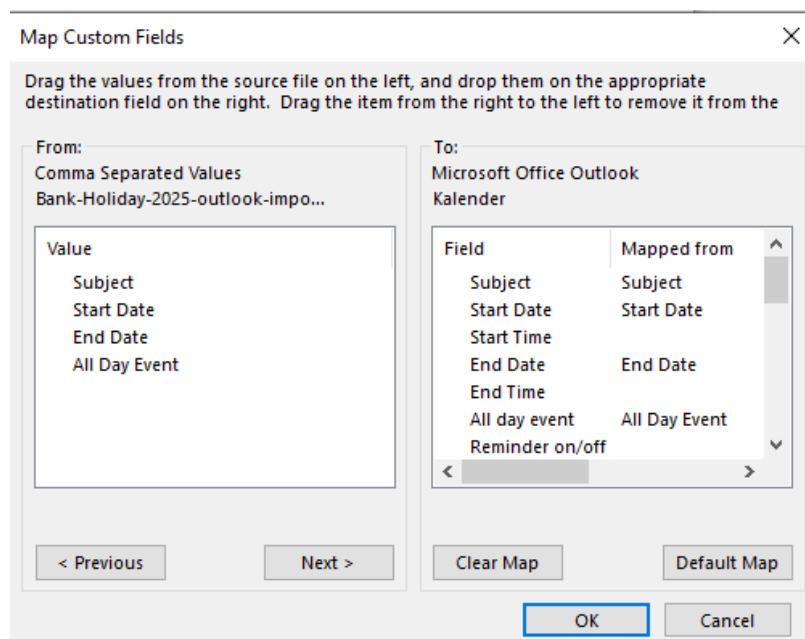 Map Custom Fields
Drag the values from the source file on the left, and drop them on the appropriate
destination field on the right. Drag the item from the right to the left to remove it from the
From:
Comma Separated Values
Bank-Holiday-2025-outlook-impo...
Value
Subject
Start Date
End Date
All Day Event
< Previous
Next >
To:
Microsoft Office Outlook
Kalender
Field Mapped from
Subject Subject
Start Date Start Date
Start Time
End Date End Date
End Time
All day event All Day Event
Reminder on/off
Clear Map
Default Map
OK
Cancel